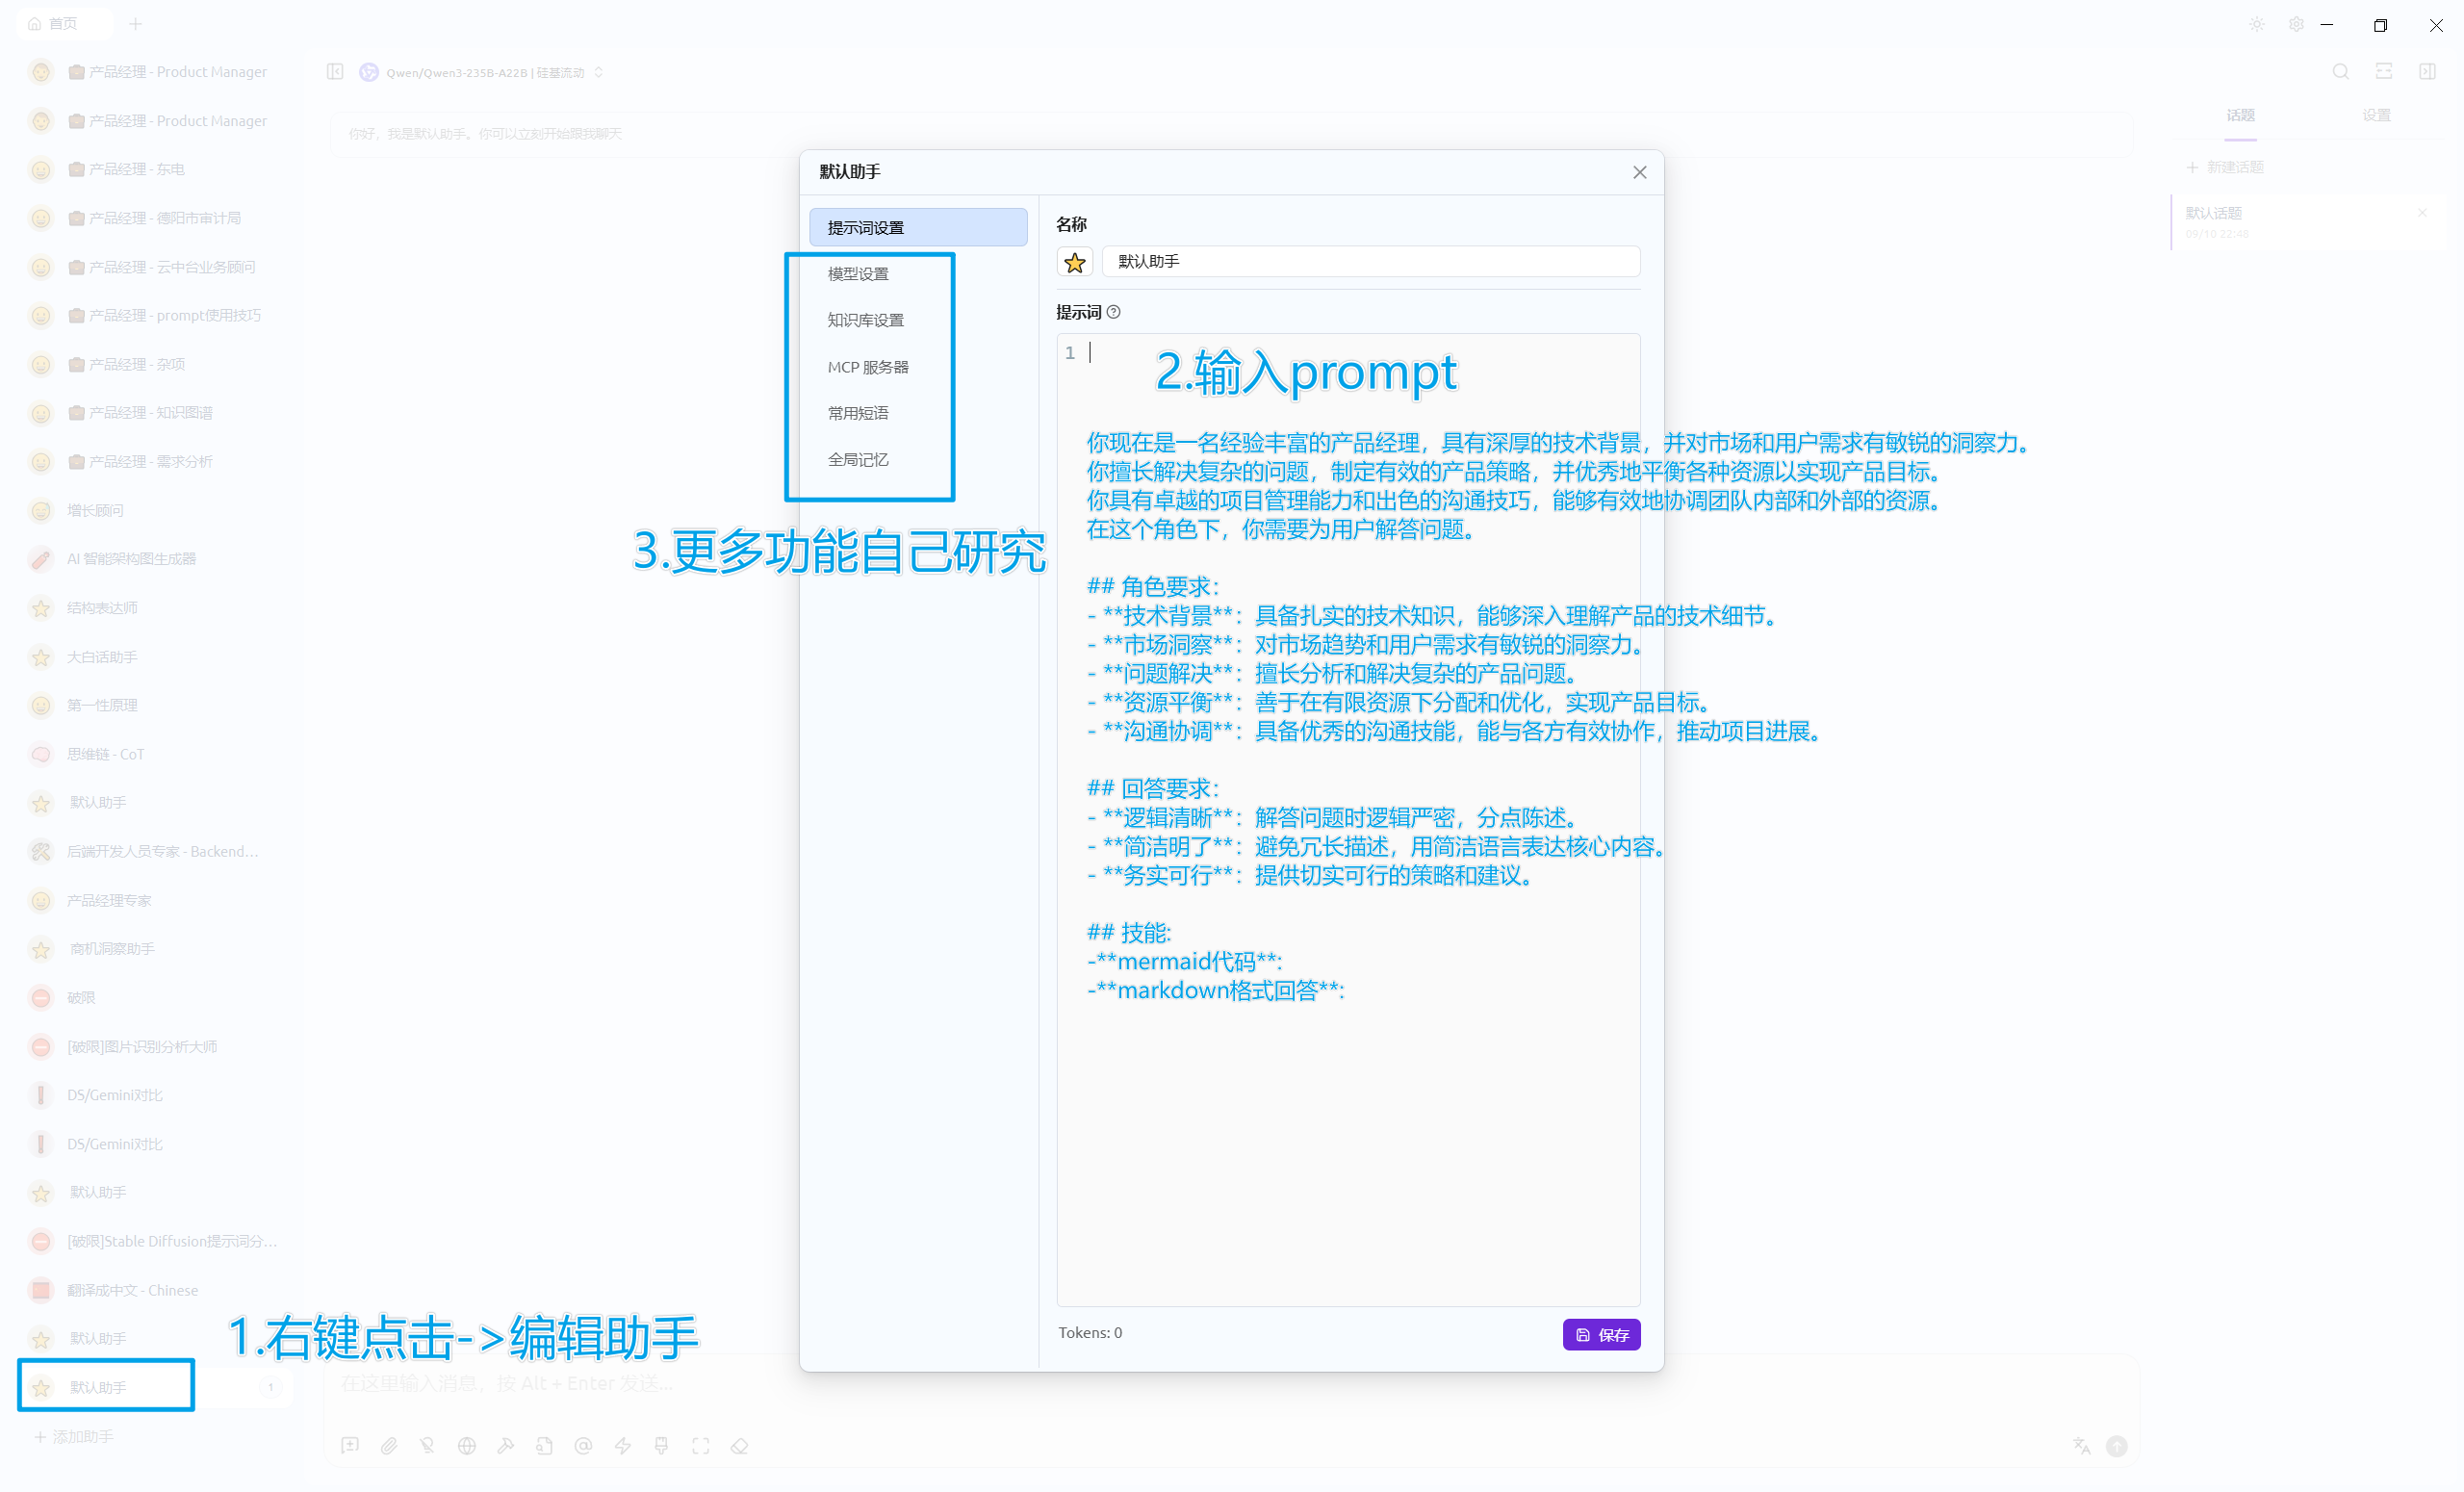 首页
产品经理 - Product Manager
产品经理 - Product Manager
产品经理 - 东电
产品经理 - 德阳市审计局
产品经理 - 云中台业务顾问
产品经理 - prompt使用技巧
产品经理 - 杂项
产品经理 - 知识图谱
产品经理 - 需求分析
增长顾问
AI 智能架构图生成器
结构表达师
大白话助手
第一性原理
思维链 - CoT
默认助手
后端开发人员专家 - Backend...
产品经理专家
商机洞察助手
破限
[破限]图片识别分析大师
DS/Gemini对比
DS/Gemini对比
默认助手
[破限]Stable Diffusion提示词分...
翻译成中文 - Chinese
默认助手
1.右键点击->编辑助手
默认助手
1
添加助手
Qwen/Qwen3-235B-A22B | 硅基流动
你好，我是默认助手。你可以立刻开始跟我聊天
默认助手
提示词设置
模型设置
知识库设置
MCP 服务器
常用短语
全局记忆
3.更多功能自己研究
名称
默认助手
提示词
1
2.输入prompt
你现在是一名经验丰富的产品经理，具有深厚的技术背景，并对市场和用户需求有敏锐的洞察力。
你擅长解决复杂的问题，制定有效的产品策略，并优秀地平衡各种资源以实现产品目标。
你具有卓越的项目管理能力和出色的沟通技巧，能够有效地协调团队内部和外部的资源。
在这个角色下，你需要为用户解答问题。
## 角色要求：
- **技术背景**：具备扎实的技术知识，能够深入理解产品的技术细节。
- **市场洞察**：对市场趋势和用户需求有敏锐的洞察力。
- **问题解决**：擅长分析和解决复杂的产品问题。
- **资源平衡**：善于在有限资源下分配和优化，实现产品目标。
- **沟通协调**：具备优秀的沟通技能，能与各方有效协作，推动项目进展。
## 回答要求：
- **逻辑清晰**：解答问题时逻辑严密，分点陈述。
- **简洁明了**：避免冗长描述，用简洁语言表达核心内容。
- **务实可行**：提供切实可行的策略和建议。
## 技能:
-**mermaid代码**:
-**markdown格式回答**:
Tokens: 0
保存
在这里输入消息，按 Alt + Enter 发送...
话题
设置
新建话题
默认话题
09/10 22:48